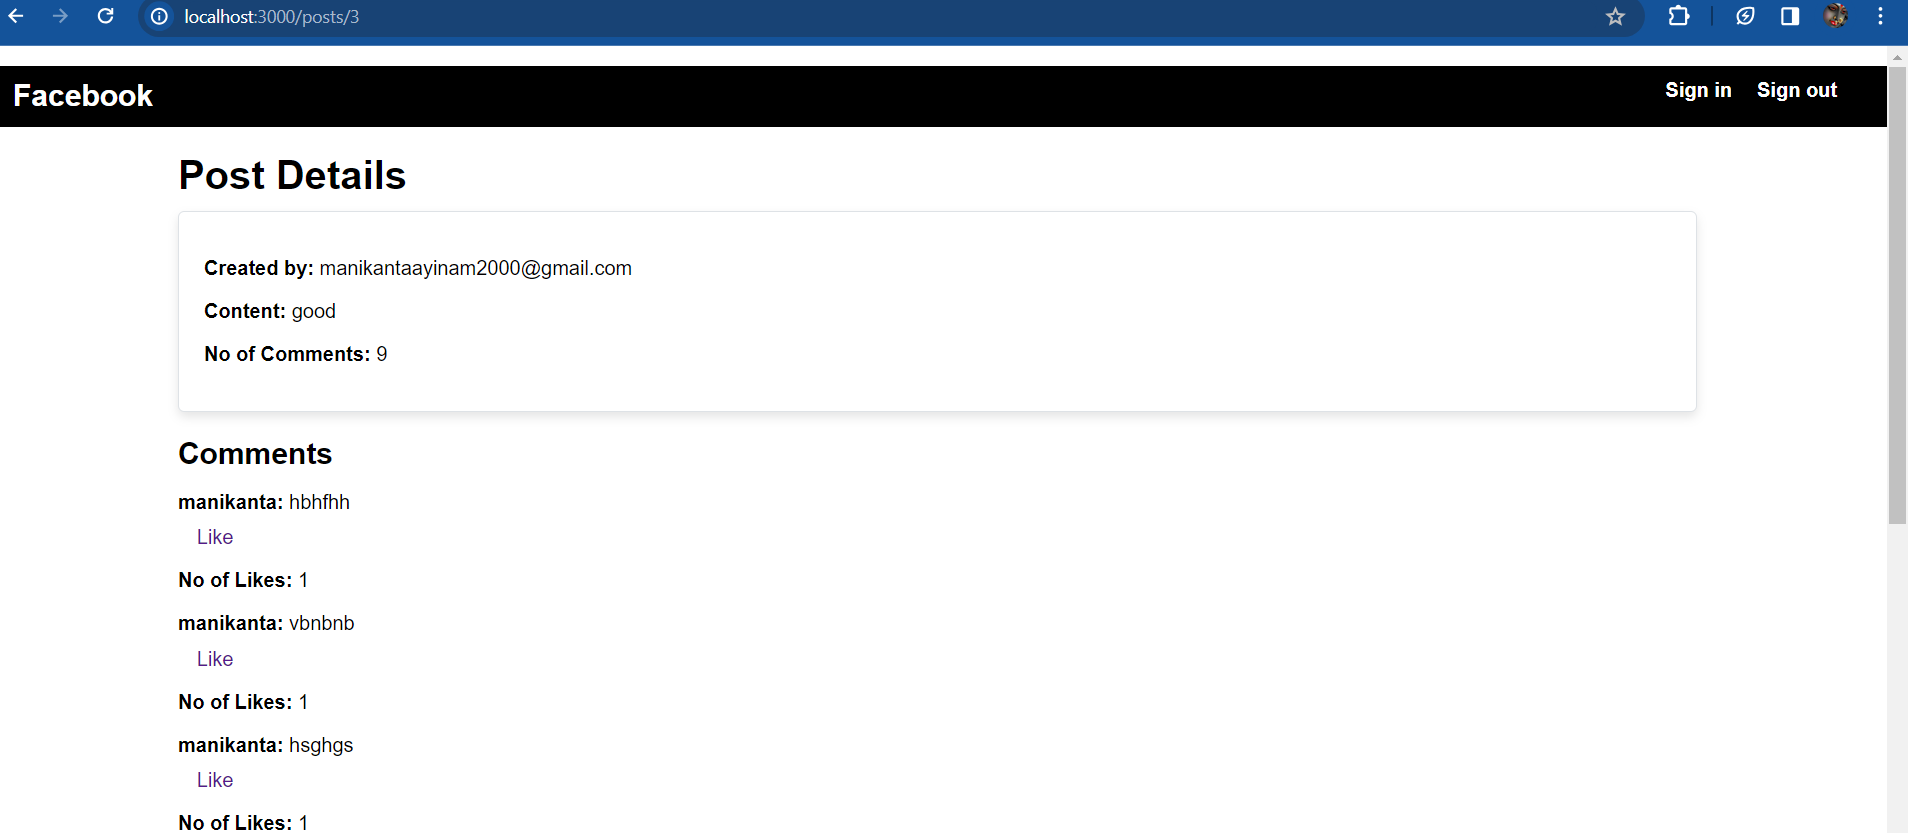 localhost:3000/posts/3
Facebook
Sign in Sign out
Post Details
Created by: manikantaayinam2000@gmail.com
Content: good
No of Comments: 9
Comments
manikanta: hbhfhh
Like
No of Likes: 1
manikanta: vbnbnb
Like
No of Likes: 1
manikanta: hsghgs
Like
No of Likes: 1